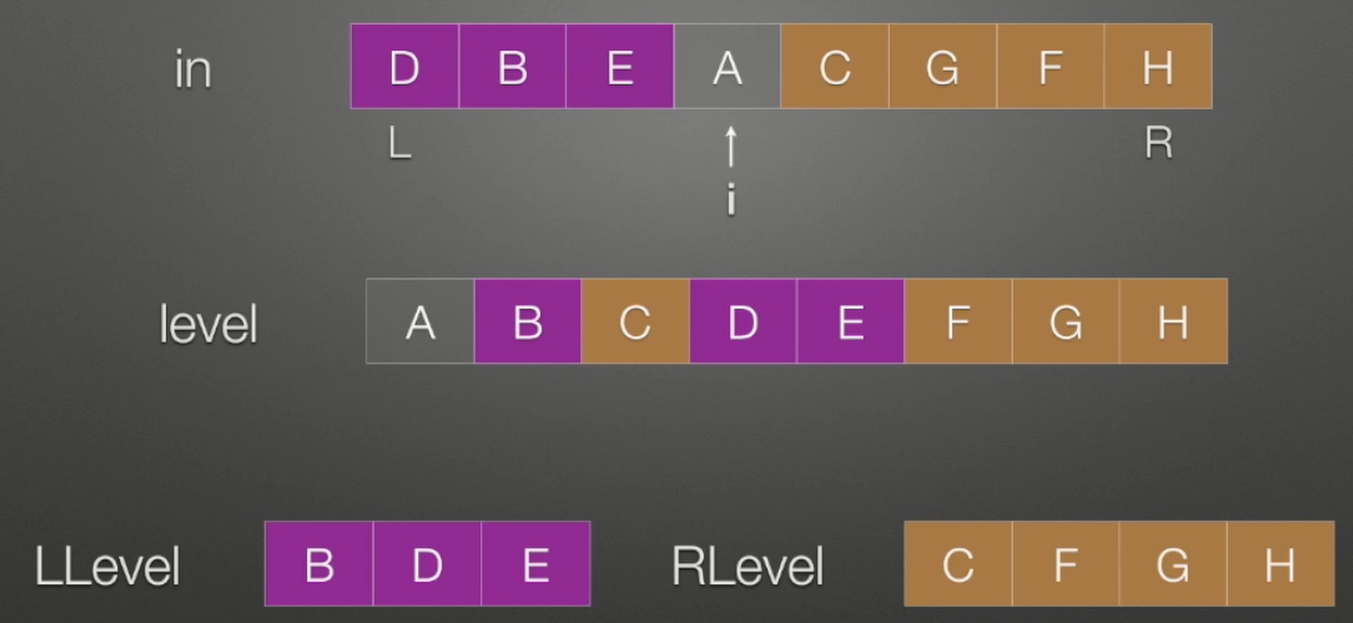 in D B E A C G F H
L ↑ R
i
level A B C D E F G H
LLevel B D E RLevel C F G H